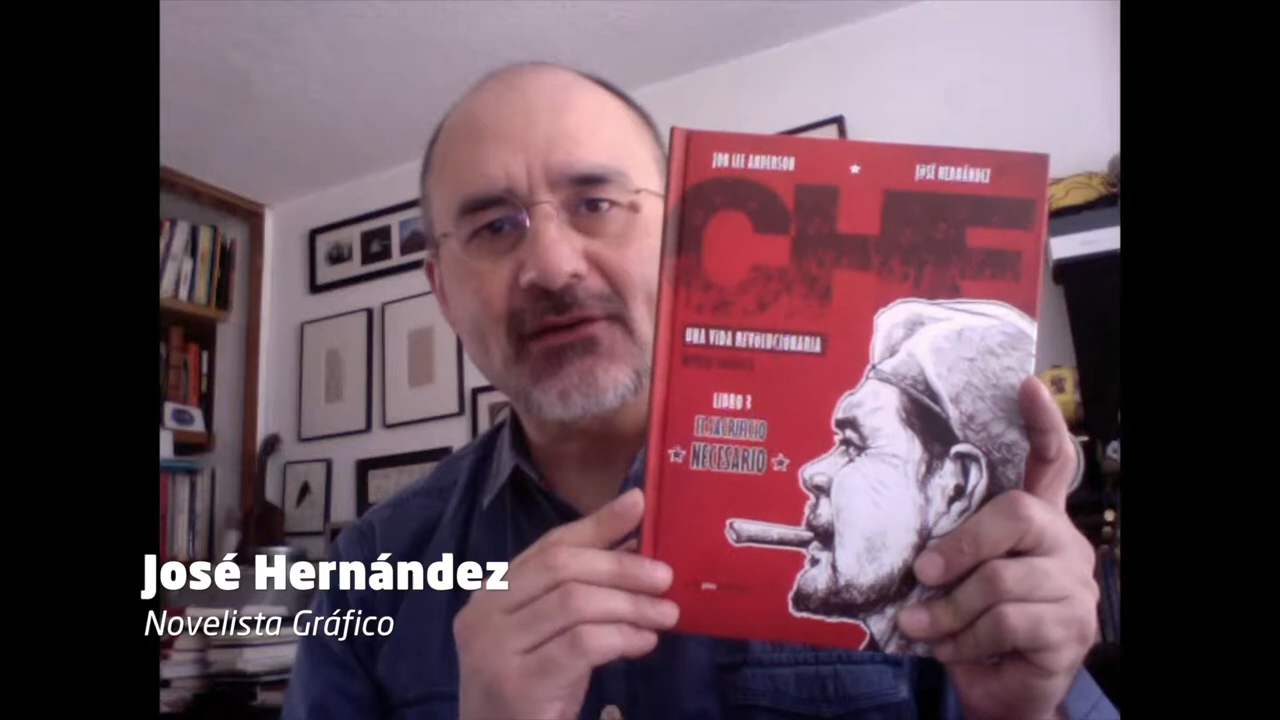 JON LEE ANDERSON
JOSÉ HERNÁNDEZ
CHE
UNA VIDA REVOLUCIONARIA
LIBRO 3
EL SACRIFICIO
NECESARIO
José Hernández
Novelista Gráfico